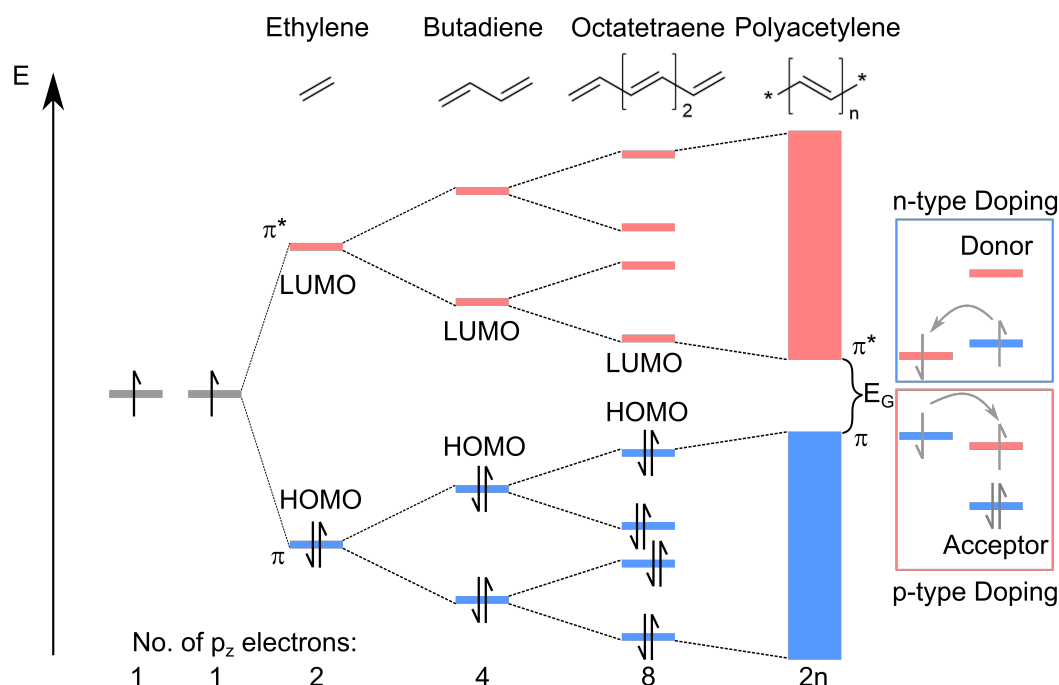 Ethylene Butadiene Octatetraene Polyacetylene
E
* *
2 n
n-type Doping
Donor
π*
LUMO
LUMO
LUMO
π*
E_G
HOMO
π
HOMO
HOMO
π
Acceptor
p-type Doping
No. of p_z electrons:
1 1 2 4 8 2n